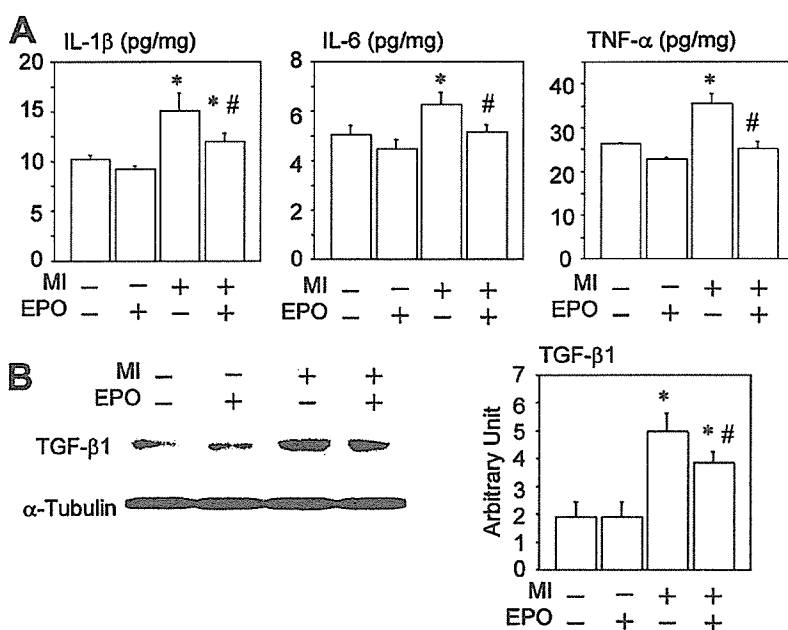 A
IL-1β (pg/mg)
20
15
10
5
0
*
* #
MI − − + +
EPO − + − +
IL-6 (pg/mg)
8
6
4
2
0
*
#
− − + +
MI
EPO − + − +
TNF-α (pg/mg)
40
30
20
10
0
*
#
MI − − + +
EPO − + − +
B
MI − − + +
EPO − + − +
TGF-β1
α-Tubulin
TGF-β1
Arbitrary Unit
7
6
5
4
3
2
1
0
*
* #
MI − − + +
EPO − + − +